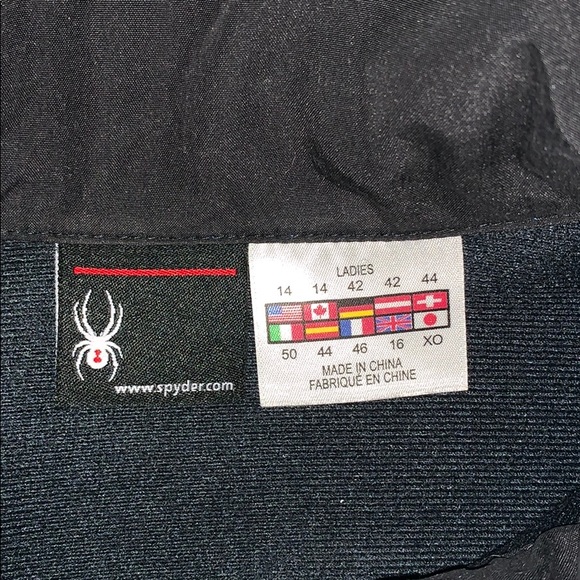 www.spyder.com
LADIES
14 14 42 42 44
50 44 46 16 XO
MADE IN CHINA
FABRIQUÉ EN CHINE